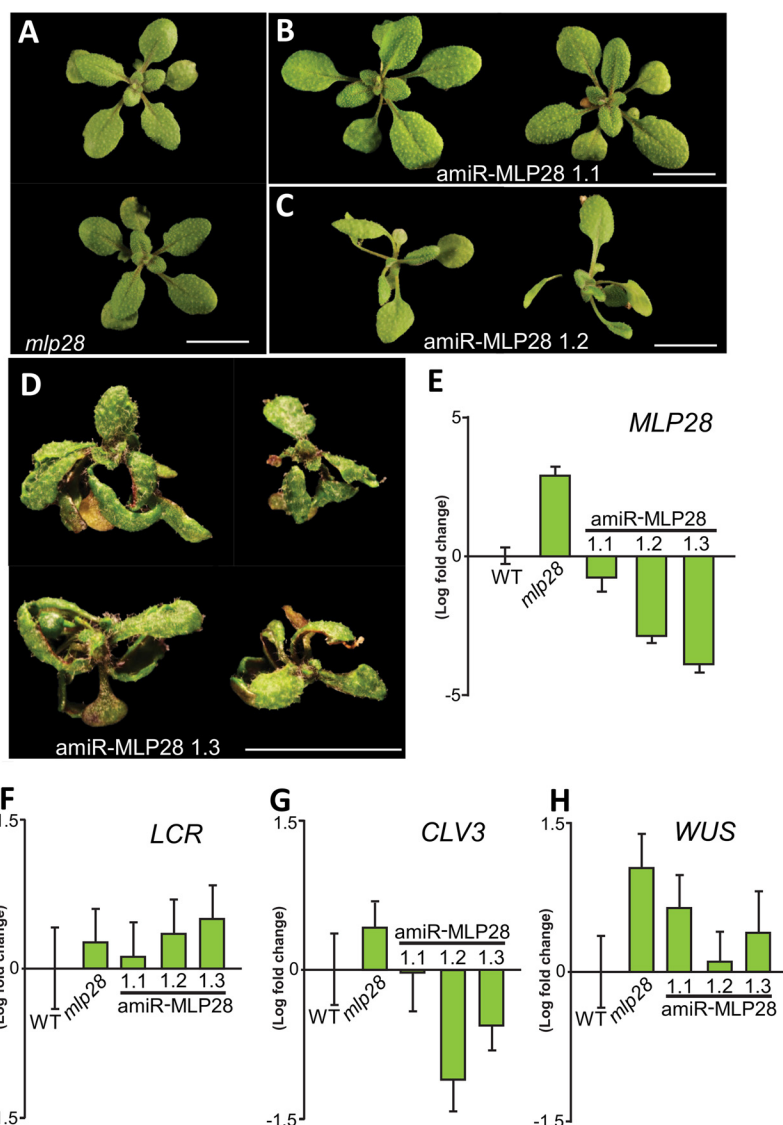 A
B
amiR-MLP28 1.1
mlp28
C
amiR-MLP28 1.2
D
amiR-MLP28 1.3
E
MLP28
5
0
-5
(Log fold change)
amiR-MLP28
1.1 1.2 1.3
WT
mlp28
F
LCR
1.5
0
(Log fold change)
WT
mlp28
1.1 1.2 1.3
amiR-MLP28
G
CLV3
1.5
0
-1.5
(Log fold change)
amiR-MLP28
1.1 1.2 1.3
WT
mlp28
H
WUS
1.5
0
-1.5
(Log fold change)
WT
mlp28
1.1 1.2 1.3
amiR-MLP28